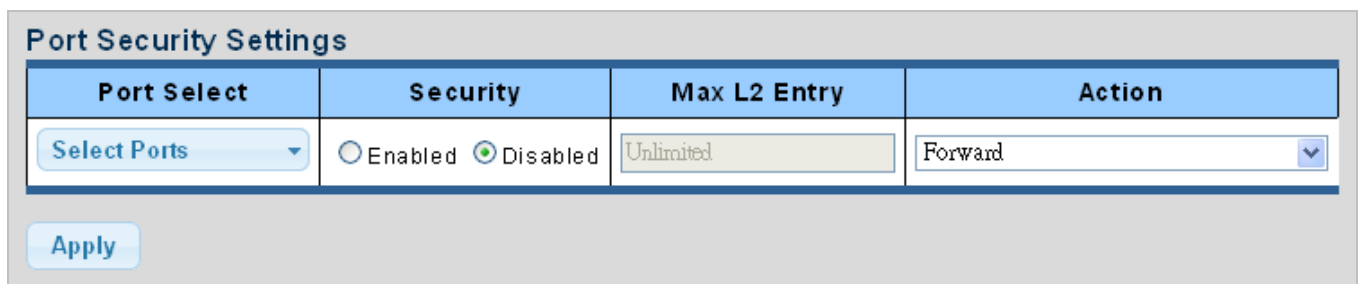 Port Security Settings
Port Select Security Max L2 Entry Action
Select Ports Enabled Disabled Unlimited Forward
Apply